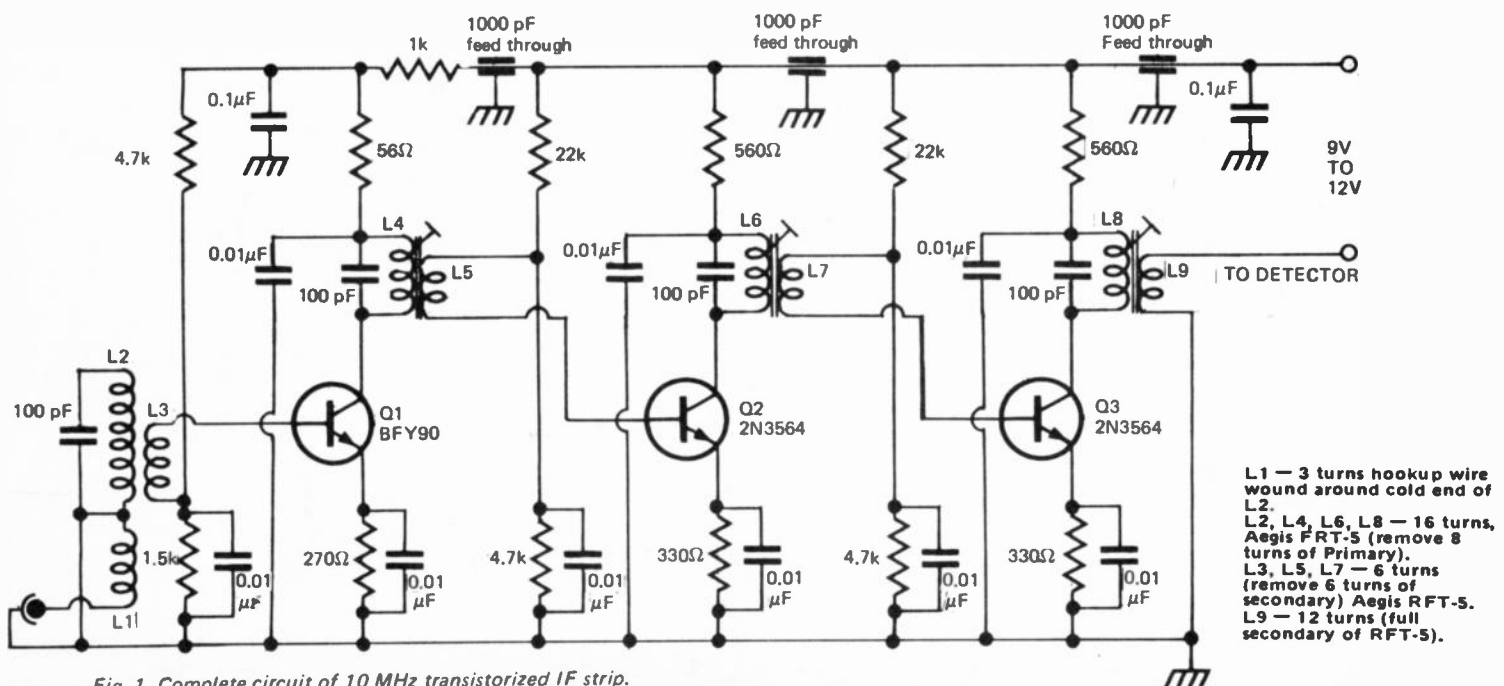 1000 pF
feed through
1k
1000 pF
feed through
1000 pF
Feed through
0.1µF
0.1µF
4.7k
56Ω
22k
560Ω
22k
560Ω
9V
TO
12V
L4
L6
L8
0.01µF
0.01µF
0.01µF
L5
L7
L9
TO DETECTOR
100 pF
100 pF
100 pF
L2
100 pF
L3
Q1
BFY90
Q2
2N3564
Q3
2N3564
1.5k
0.01
µF
270Ω
0.01
µF
4.7k
0.01
µF
330Ω
0.01
µF
4.7k
0.01
µF
330Ω
0.01
µF
L1
L1 — 3 turns hookup wire
wound around cold end of
L2.
L2, L4, L6, L8 — 16 turns,
Aegis FRT-5 (remove 8
turns of Primary).
L3, L5, L7 — 6 turns
(remove 6 turns of
secondary) Aegis RFT-5.
L9 — 12 turns (full
secondary of RFT-5).
Fig. 1. Complete circuit of 10 MHz transistorized IF strip.